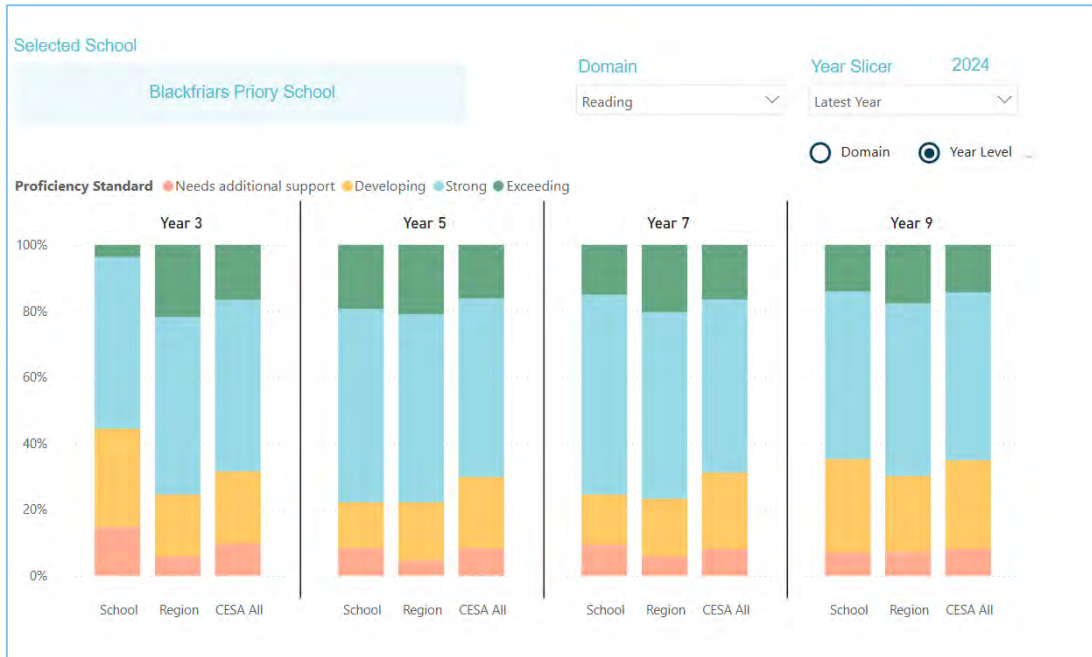 Selected School
Blackfriars Priory School
Domain
Year Slicer 2024
Reading
Latest Year
Domain Year Level
Proficiency Standard Needs additional support Developing Strong Exceeding
Year 3 Year 5 Year 7 Year 9
100%
80%
60%
40%
20%
0%
School Region CESA All School Region CESA All School Region CESA All School Region CESA All